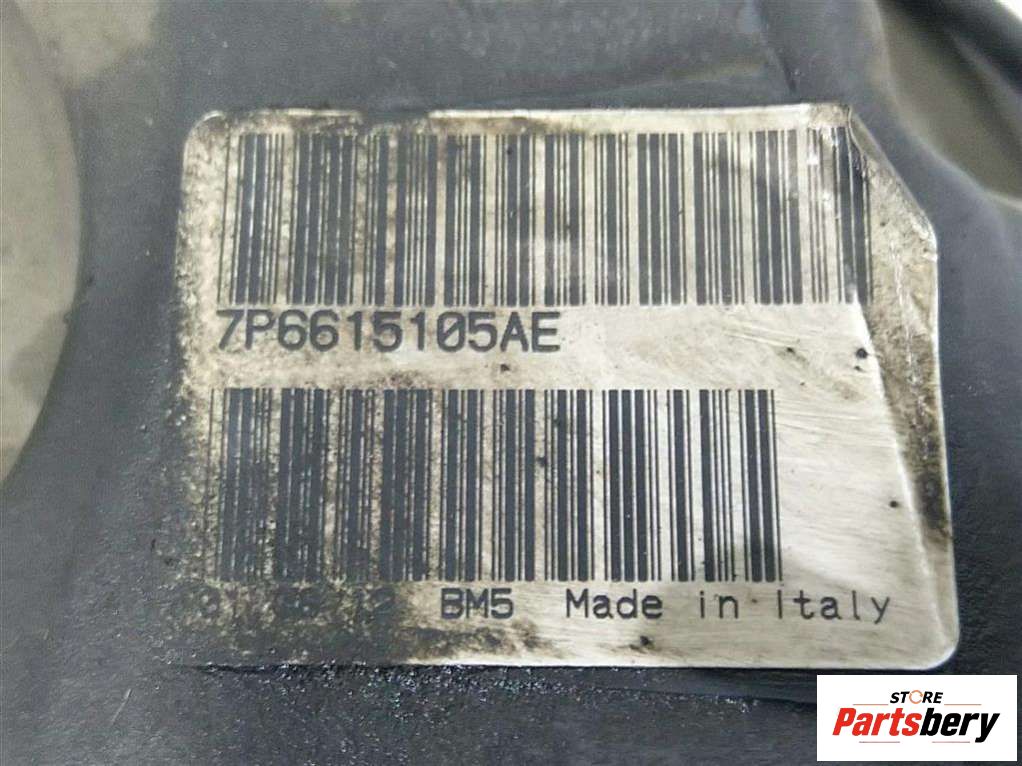 7P6615105AE
BM5 Made in Italy
STORE
Partsbery